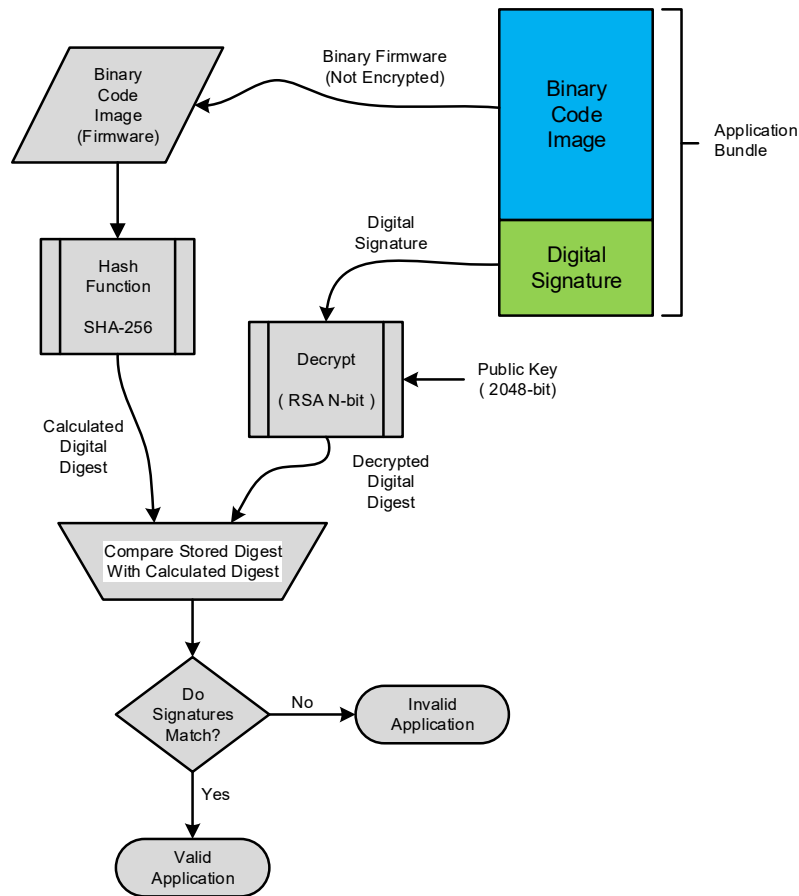 Binary
Code
Image
(Firmware)
Binary Firmware
(Not Encrypted)
Binary
Code
Image
Application
Bundle
Digital
Signature
Digital
Signature
Hash
Function
SHA-256
Decrypt
( RSA N-bit )
Public Key
( 2048-bit)
Calculated
Digital
Digest
Decrypted
Digital
Digest
Compare Stored Digest
With Calculated Digest
Do
Signatures
Match?
No
Invalid
Application
Yes
Valid
Application